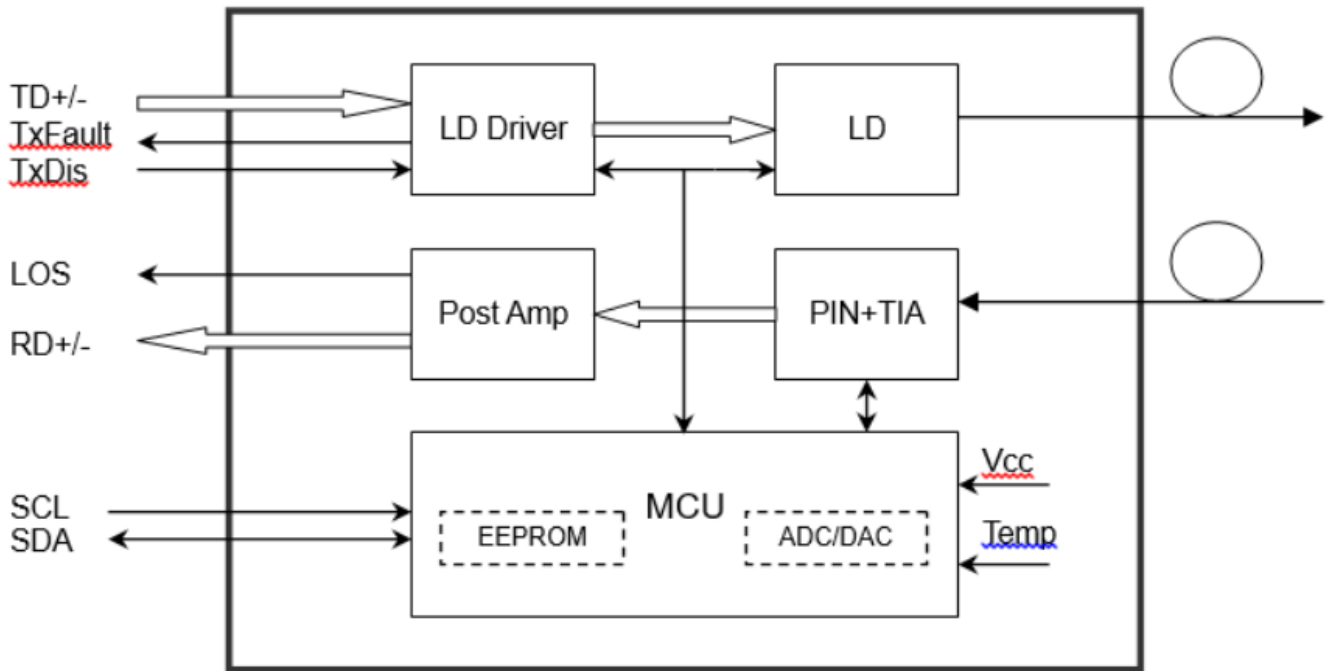 TD+/-
TxFault
TxDis
LD Driver
LD
LOS
RD+/-
Post Amp
PIN+TIA
SCL
SDA
MCU
EEPROM
ADC/DAC
Vcc
Temp